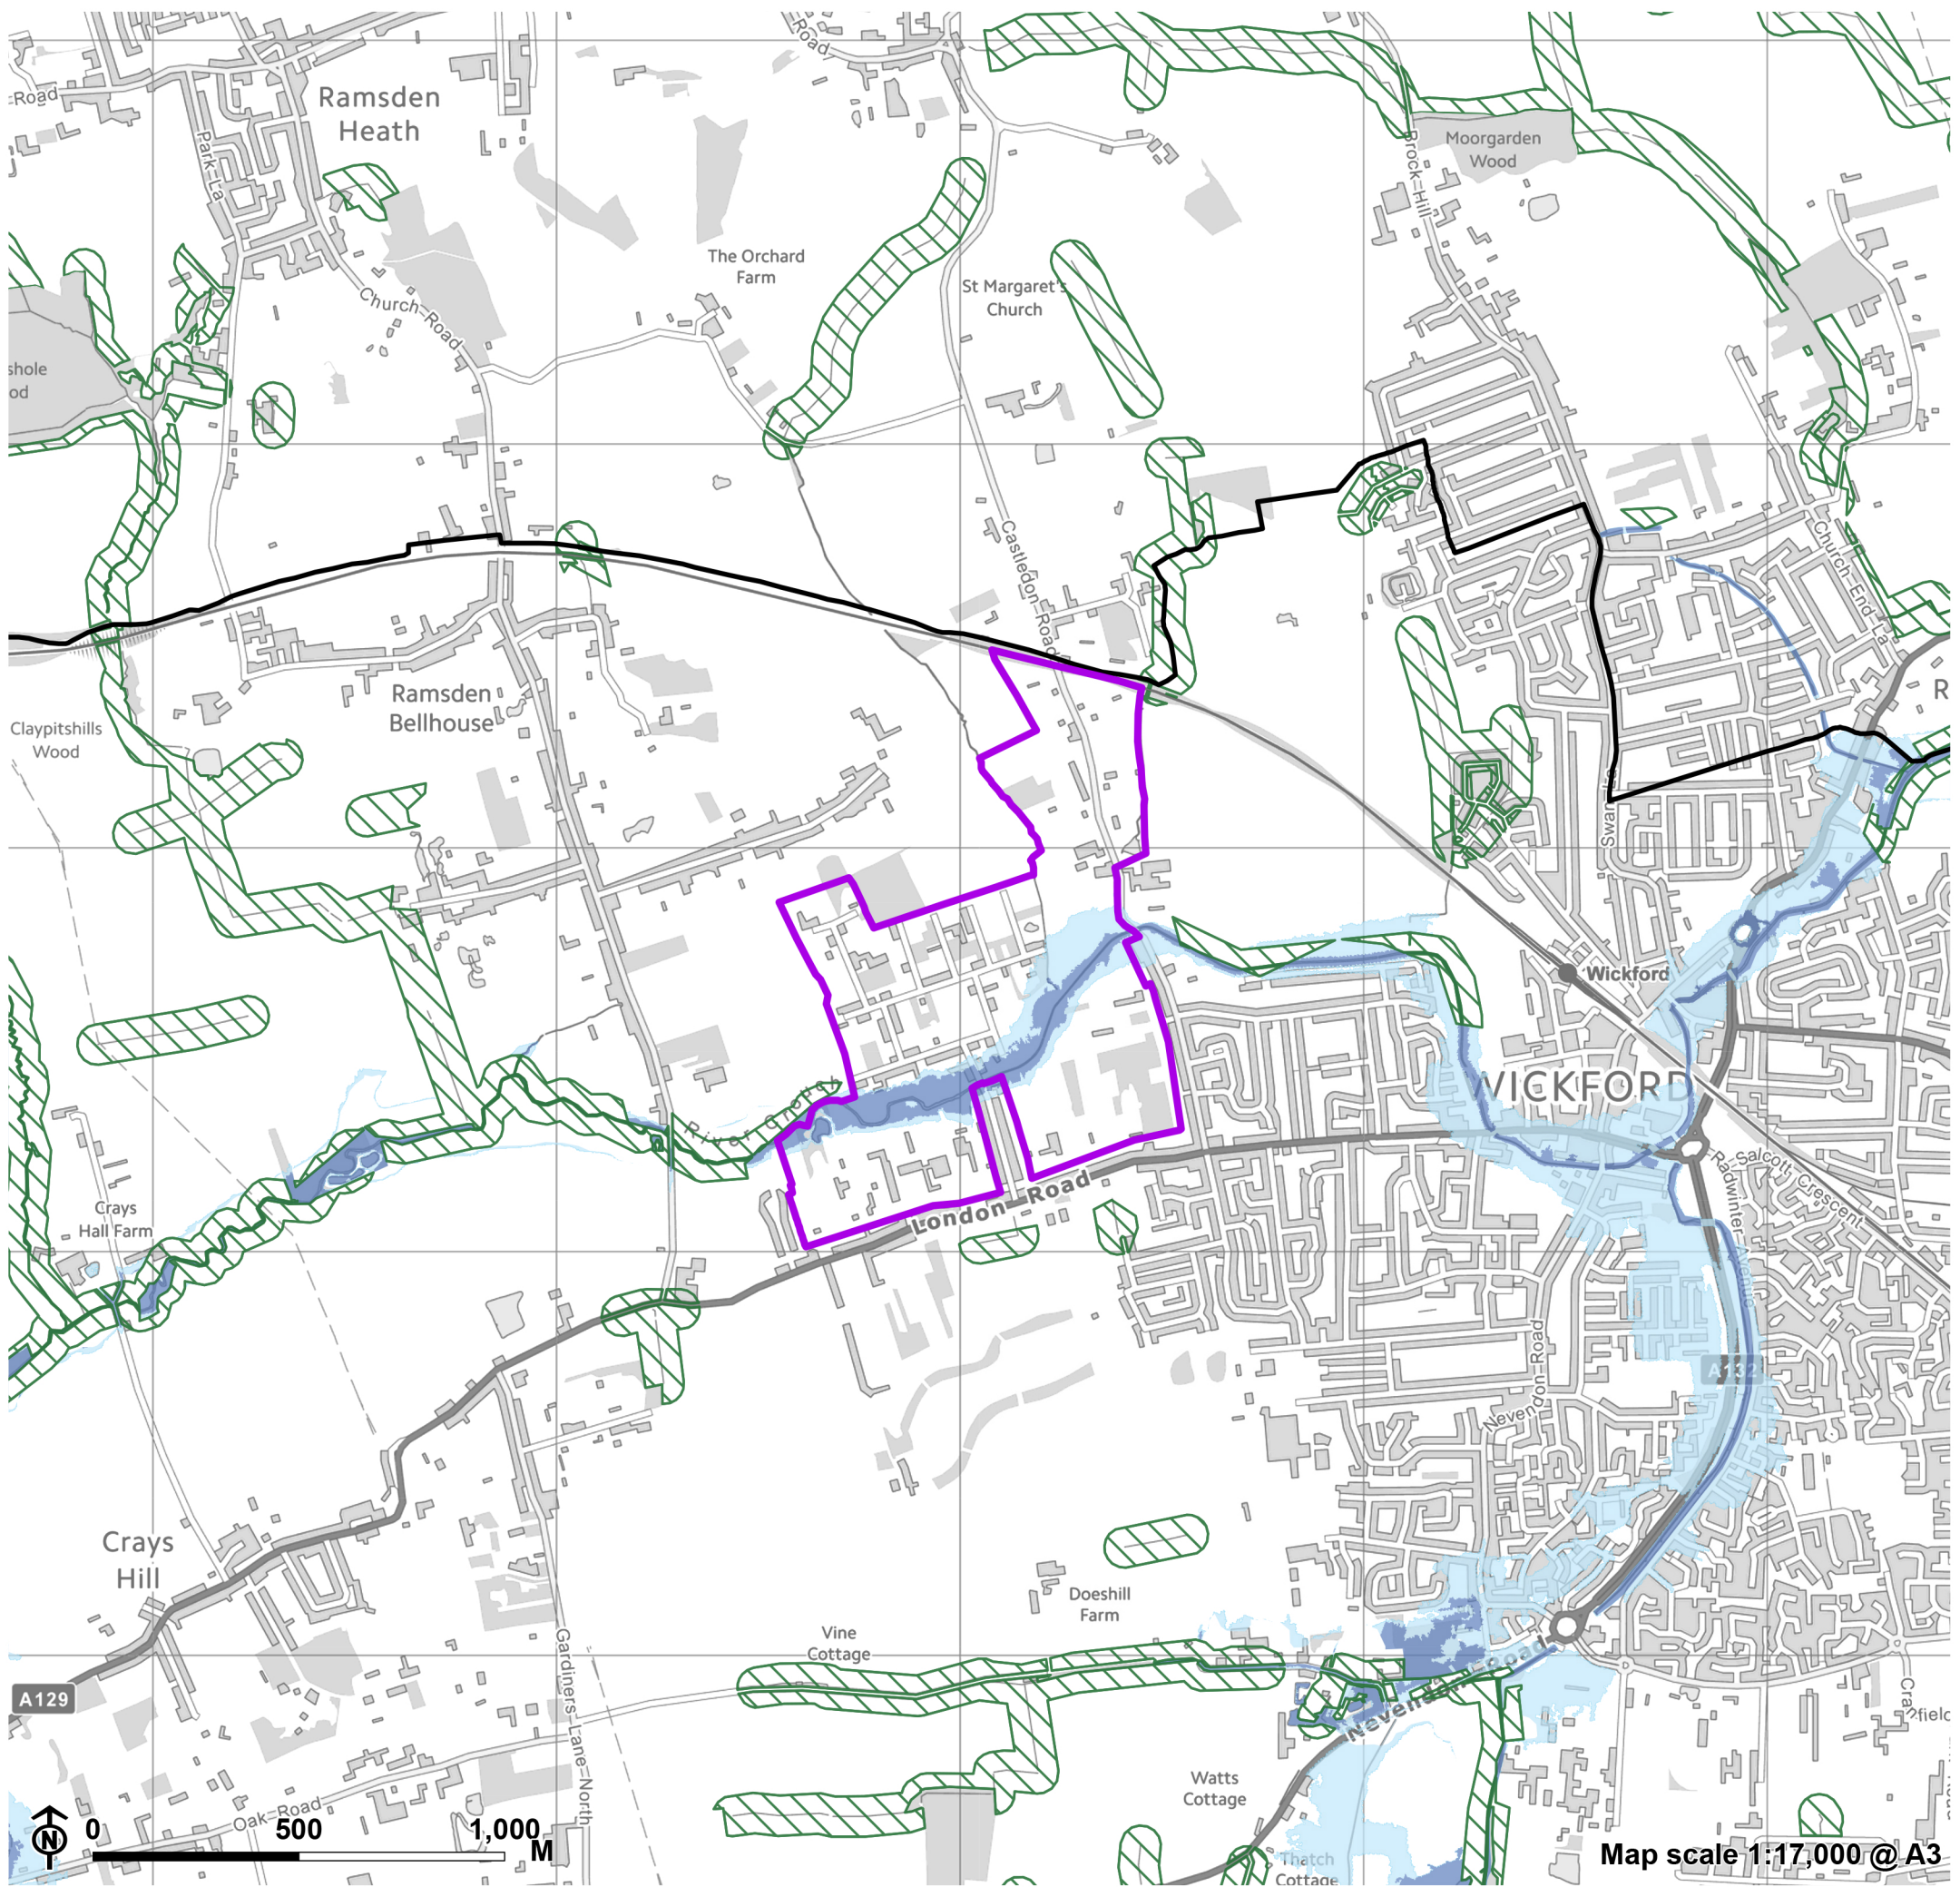 Road
Road
Ramsden
Heath
Park-La
Moorgarden
Wood
Brock-Hill
The Orchard
Farm
St Margaret's
Church
Church-Road
shole
od
Castledon-Road
Church-End-La
Ramsden
Bellhouse
R
Claypitshills
Wood
Swan
Wickford
WICKFORD
River Crouch
Salcott-Crescent
Radwinter-Avenue
London Road
Crays
Hall Farm
Nevendon-Road
A132
Nevendon
Crays
Hill
Doeshill
Farm
Vine
Cottage
Gardiners-Lane-North
Nevendon Road
A129
Cranfield
Watts
Cottage
Oak-Road
N
0 500 1,000
M
Map scale 1:17,000 @ A3
Thatch
Cottage